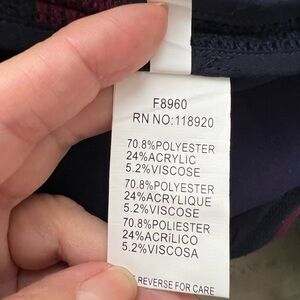 F8960
RN NO:118920
70.8%POLYESTER
24%ACRYLIC
5.2%VISCOSE
70.8%POLYESTER
24%ACRYLIQUE
5.2%VISCOSE
70.8%POLIESTER
24%ACRÍLICO
5.2%VISCOSA
REVERSE FOR CARE